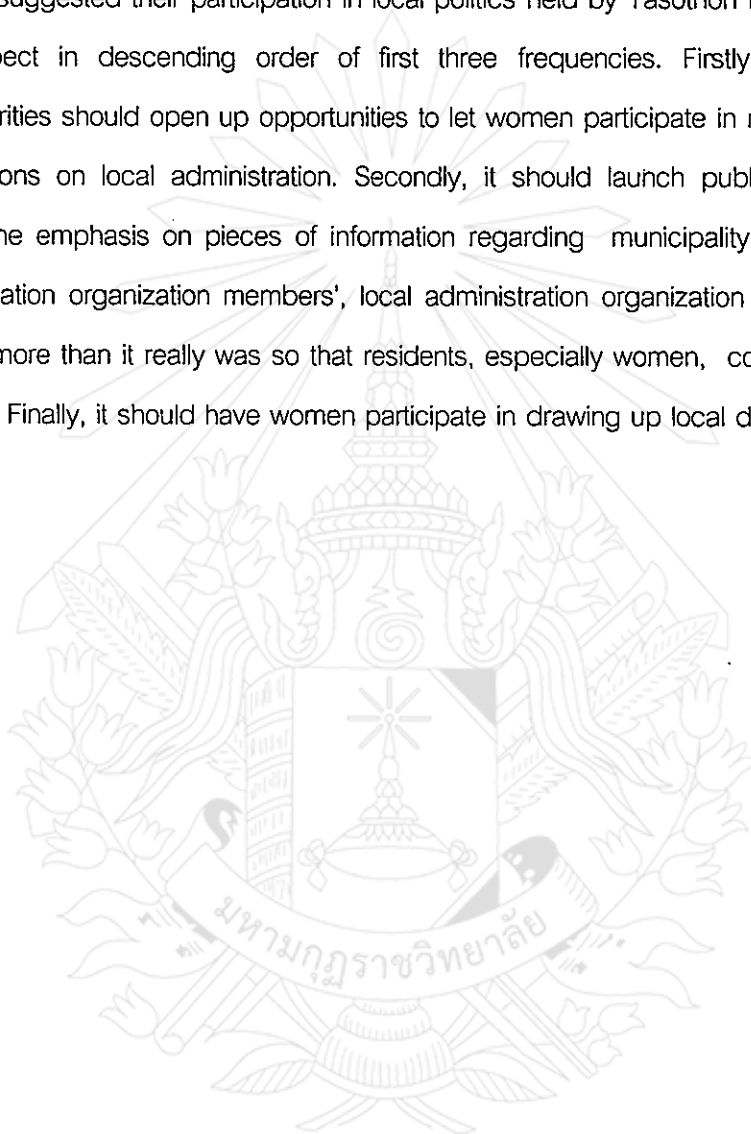 suggested their participation in local politics held by Yasothon
pect in descending order of first three frequencies. Firstly
rities should open up opportunities to let women participate in
ons on local administration. Secondly, it should launch publ
ne emphasis on pieces of information regarding municipality
ation organization members', local administration organization
more than it really was so that residents, especially women, co
Finally, it should have women participate in drawing up local d
มหามกุฏราชวิทยาลัย